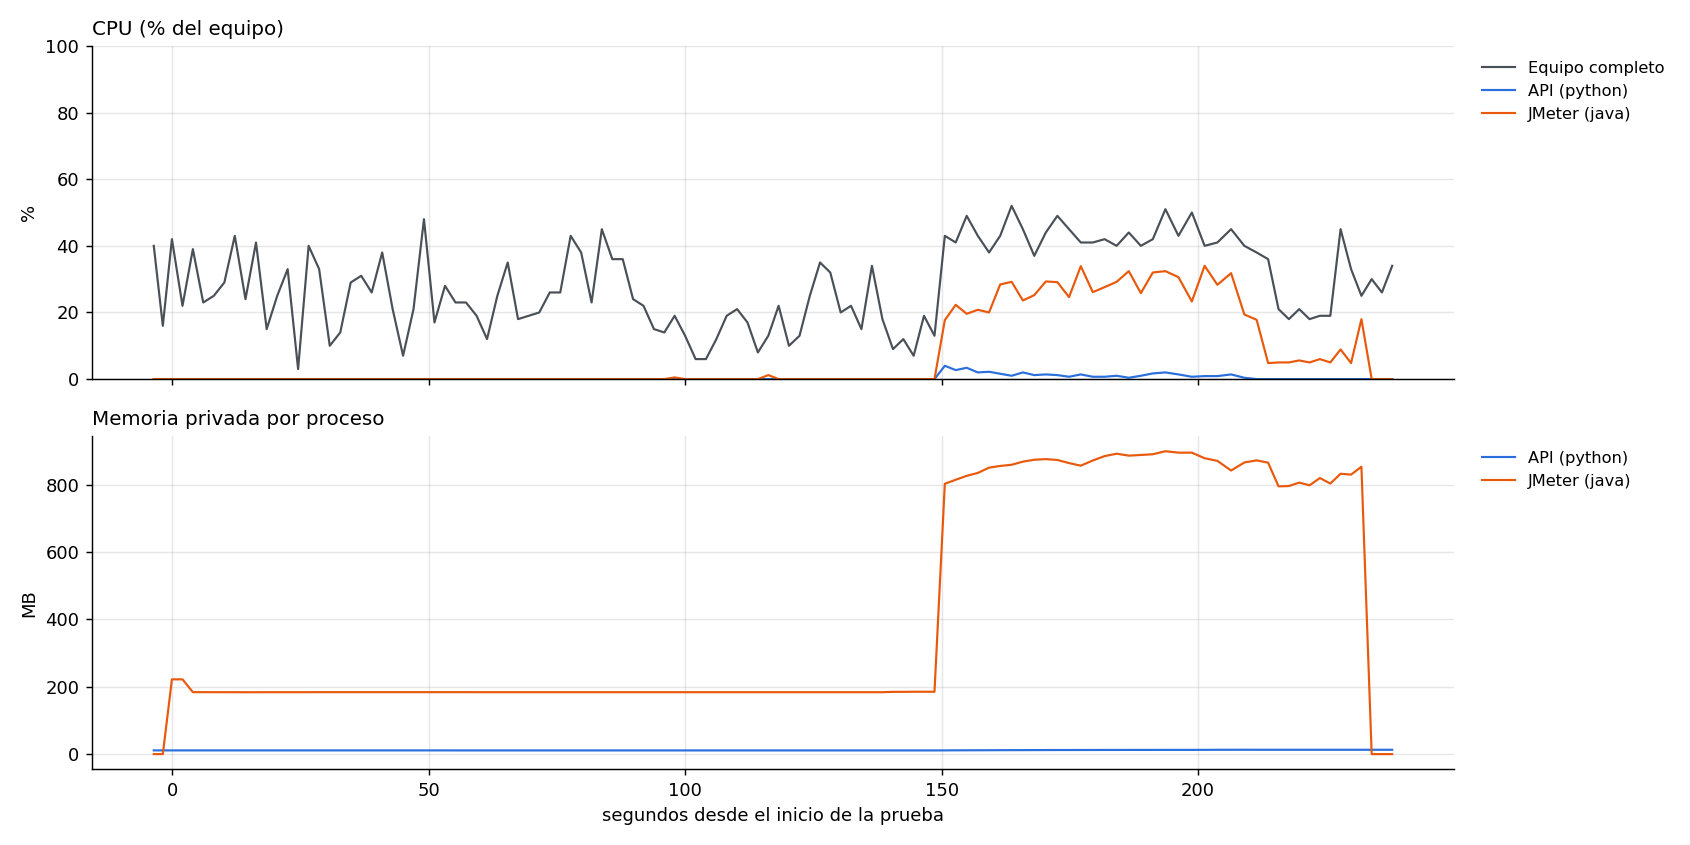 CPU (% del equipo)
100
80
60
40
20
0
%
Equipo completo
API (python)
JMeter (java)
Memoria privada por proceso
800
600
400
200
0
MB
API (python)
JMeter (java)
0 50 100 150 200
segundos desde el inicio de la prueba